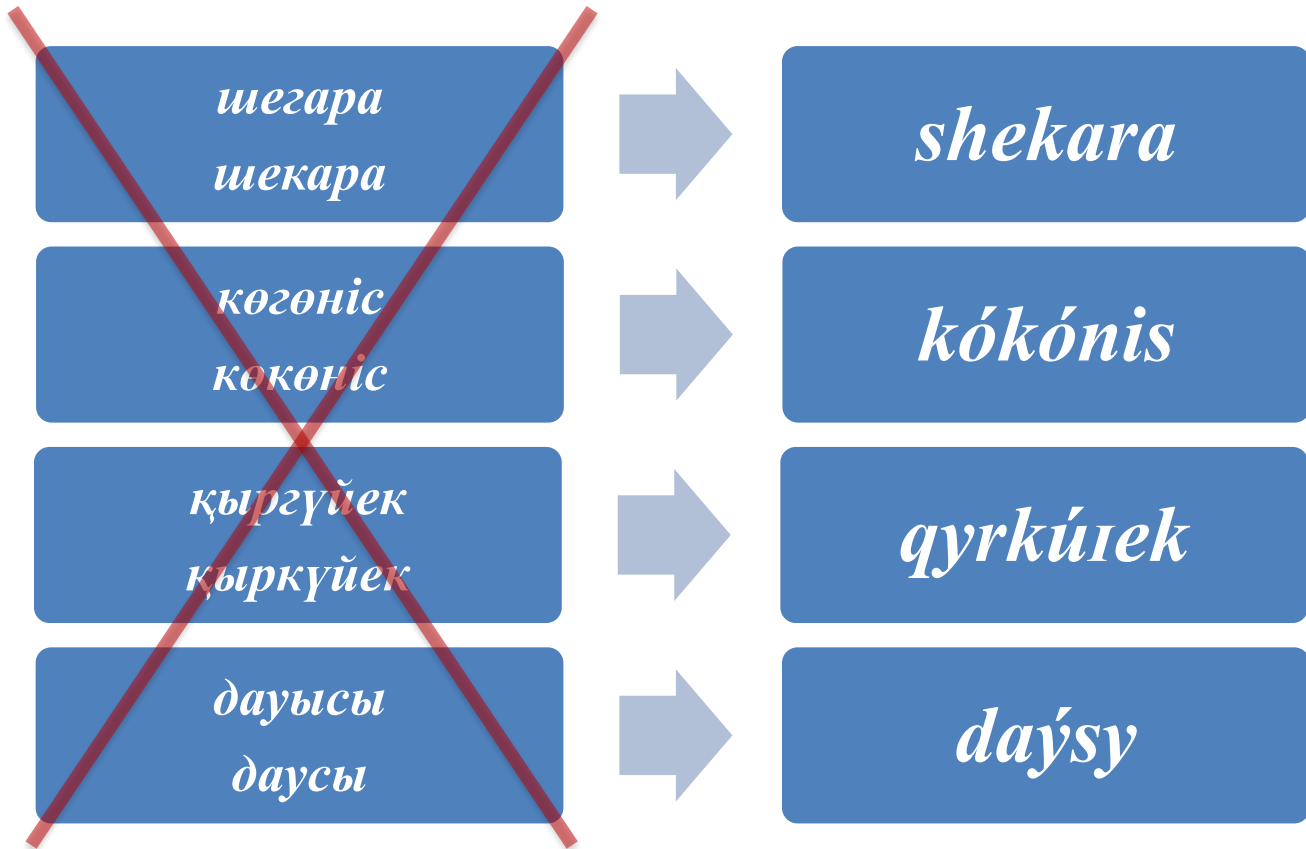 шегара
шекара
shekara
көгөніс
көкөніс
kókónis
қыргүйек
қыркүйек
qyrkúıek
дауысы
даусы
daýsy